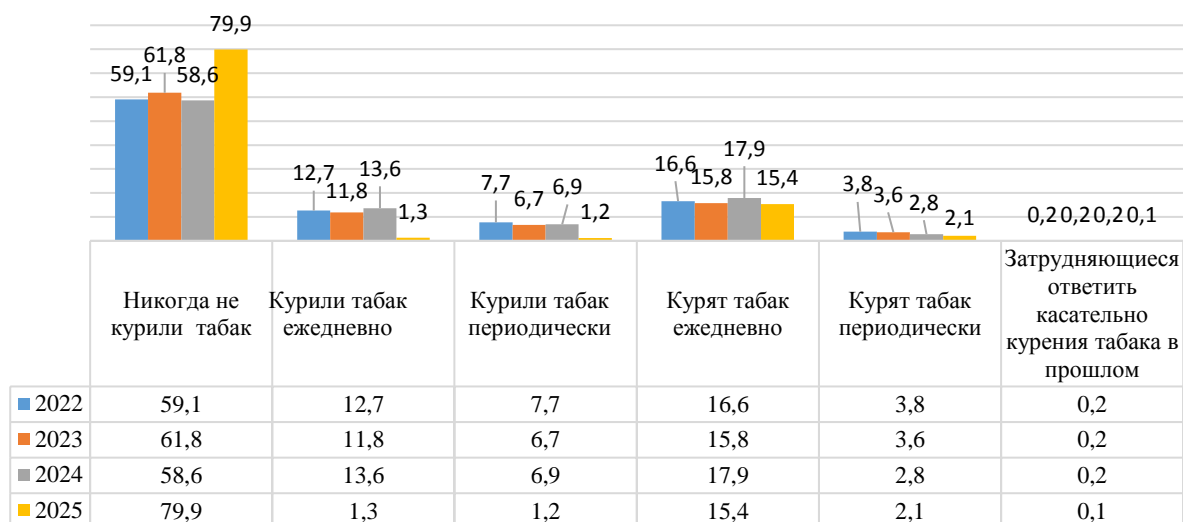 79,9
61,8
59,1
58,6
12,7
13,6
11,8
1,3
7,7
6,7
6,9
1,2
16,6
15,8
17,9
15,4
3,8
3,6
2,8
2,1
0,2 0,2 0,2 0,1
Никогда не
курили табак
Курили табак
ежедневно
Курили табак
периодически
Курят табак
ежедневно
Курят табак
периодически
Затрудняющиеся
ответить
касательно
курения табака в
прошлом
2022 59,1 12,7 7,7 16,6 3,8 0,2
2023 61,8 11,8 6,7 15,8 3,6 0,2
2024 58,6 13,6 6,9 17,9 2,8 0,2
2025 79,9 1,3 1,2 15,4 2,1 0,1